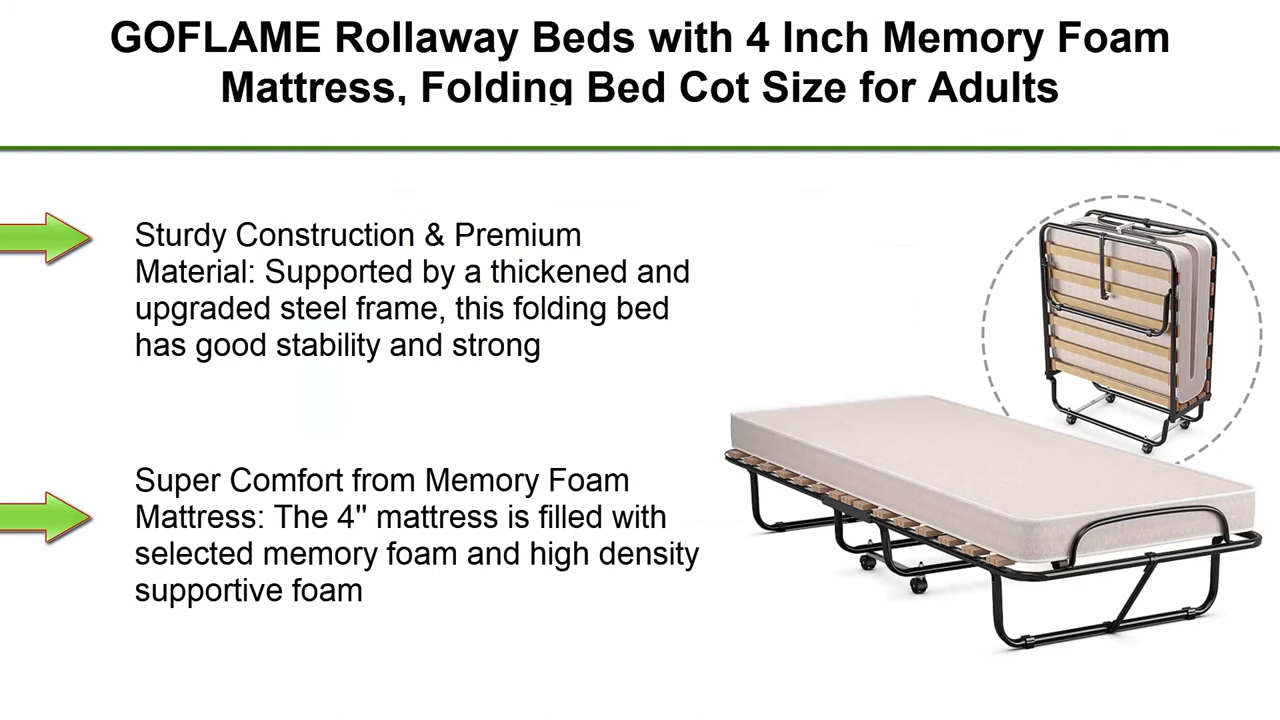 GOFLAME Rollaway Beds with 4 Inch Memory Foam
Mattress, Folding Bed Cot Size for Adults
Sturdy Construction & Premium
Material: Supported by a thickened and
upgraded steel frame, this folding bed
has good stability and strong
Super Comfort from Memory Foam
Mattress: The 4'' mattress is filled with
selected memory foam and high density
supportive foam